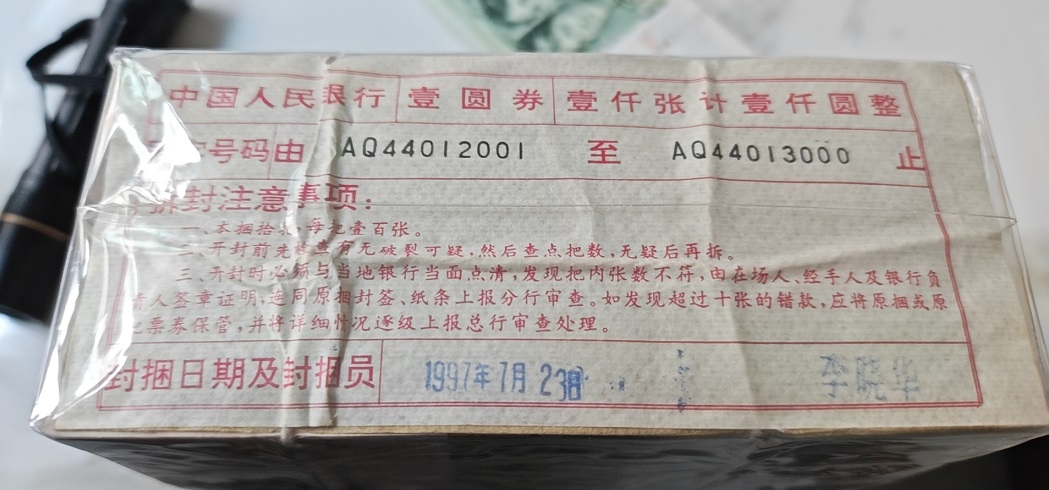 中国人民银行 壹圆券 壹仟张计壹仟圆整
号码由 AQ44012001 至 AQ44013000 止
拆封注意事项:
一、本捆拾把,每把壹百张。
二、开封前先检查有无破裂可疑,然后查点把数,无疑后再拆。
三、开封时必须与当地银行当面点清,发现把内张数不符,由在场人、经手人及银行负
责人签章证明,连同原捆封签、纸条上报分行审查。如发现超过十张的错款,应将原捆或原
把票券保管,并将详细情况逐级上报总行审查处理。
封捆日期及封捆员 1997年7月23日 李晓华